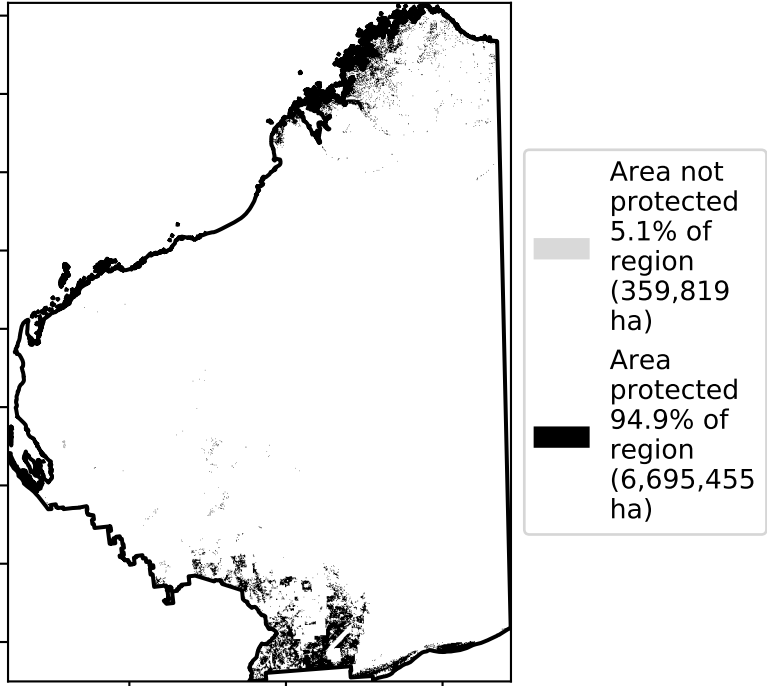 Area not
protected
5.1% of
region
(359,819
ha)
Area
protected
94.9% of
region
(6,695,455
ha)